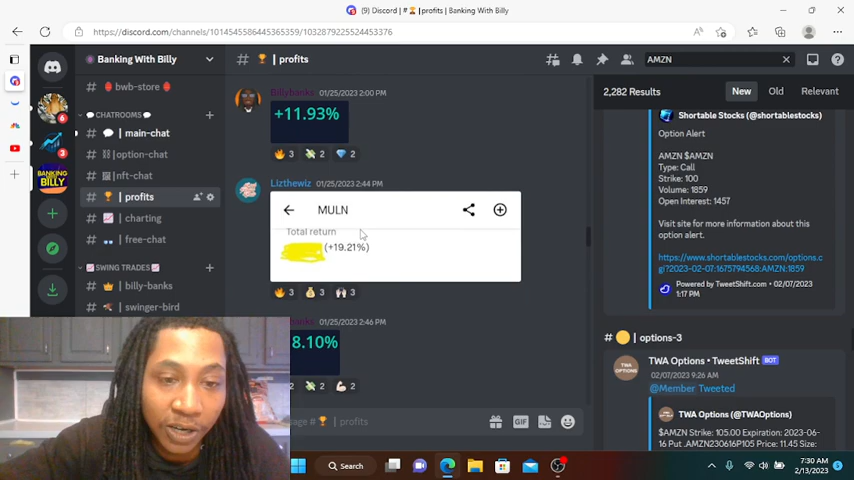 (9) Discord | # 🏆 | profits | Banking With Billy
https://discord.com/channels/1014545586445365359/1032879225524453376
Banking With Billy
# 🏆 | profits
AMZN
bwb-store
2,282 Results
New
Old
Relevant
CHATROOMS
| main-chat
| option-chat
| nft-chat
| profits
| charting
| free-chat
SWING TRADES
| billy-banks
| swinger-bird
Billybanks 01/25/2023 2:00 PM
+11.93%
3
2
2
Lizthewiz 01/25/2023 2:44 PM
MULN
Total return
(+19.21%)
3
3
3
01/25/2023 2:46 PM
8.10%
2
2
2
# 🏆 | profits
GIF
Shortable Stocks (@shortablestocks)
Option Alert
AMZN $AMZN
Type: Call
Strike: 100
Volume: 1859
Open Interest: 1457
Visit site for more information about this
option alert.
https://www.shortablestocks.com/options.c
gi?2023-02-07:1675794568:AMZN:1859
Powered by TweetShift.com • 02/07/2023
1:17 PM
# | options-3
TWA Options • TweetShift BOT
02/07/2023 9:26 AM
@Member Tweeted
TWA Options (@TWAOptions)
$AMZN Strike: 105.00 Expiration: 2023-06-
16 Put .AMZN230616P105 Price: 11.45 Size:
6
3
Search
7:30 AM
2/13/2023